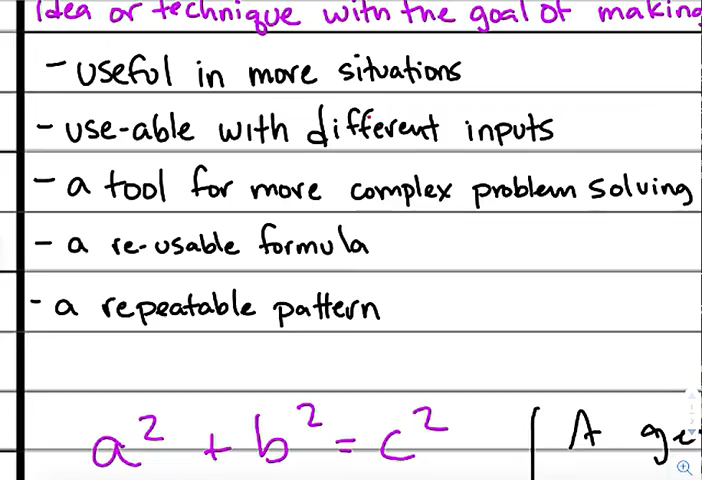 idea or technique with the goal of making
- useful in more situations
- use-able with different inputs
- a tool for more complex problem solving
- a re-usable formula
- a repeatable pattern
a² + b² = c² A